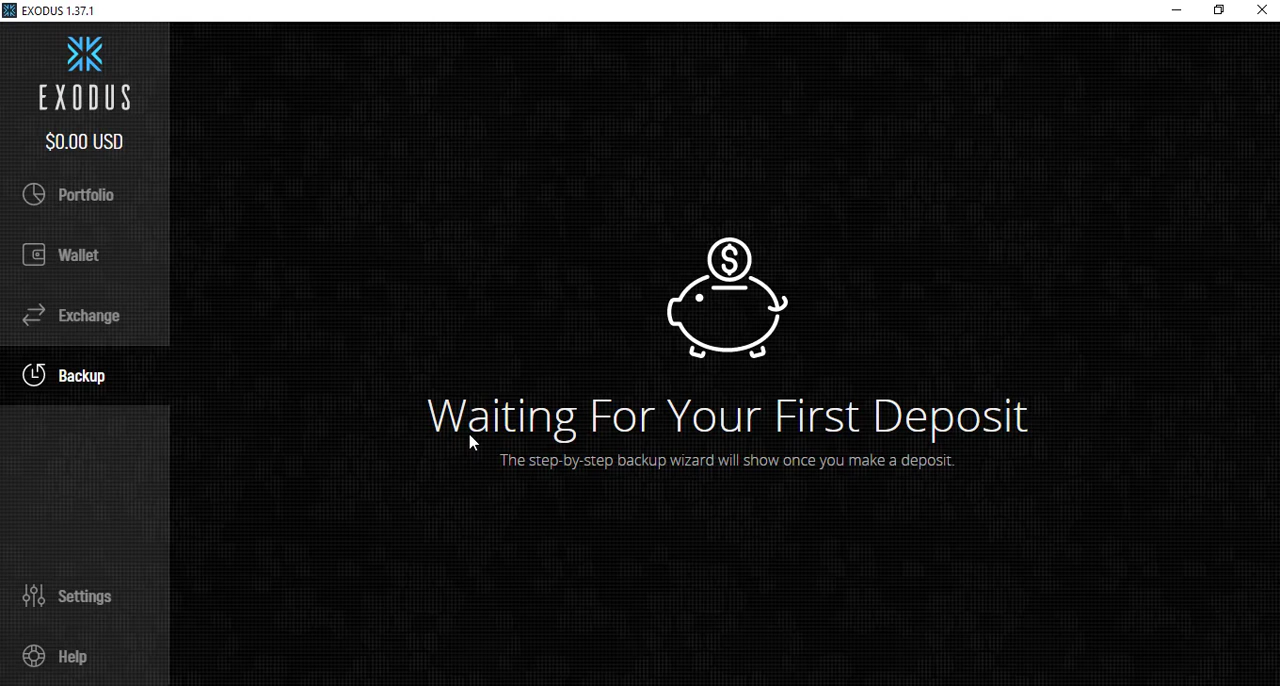 EXODUS 1.37.1
EXODUS
$0.00 USD
Portfolio
Wallet
Exchange
Backup
Settings
Help
$
Waiting For Your First Deposit
The step-by-step backup wizard will show once you make a deposit.